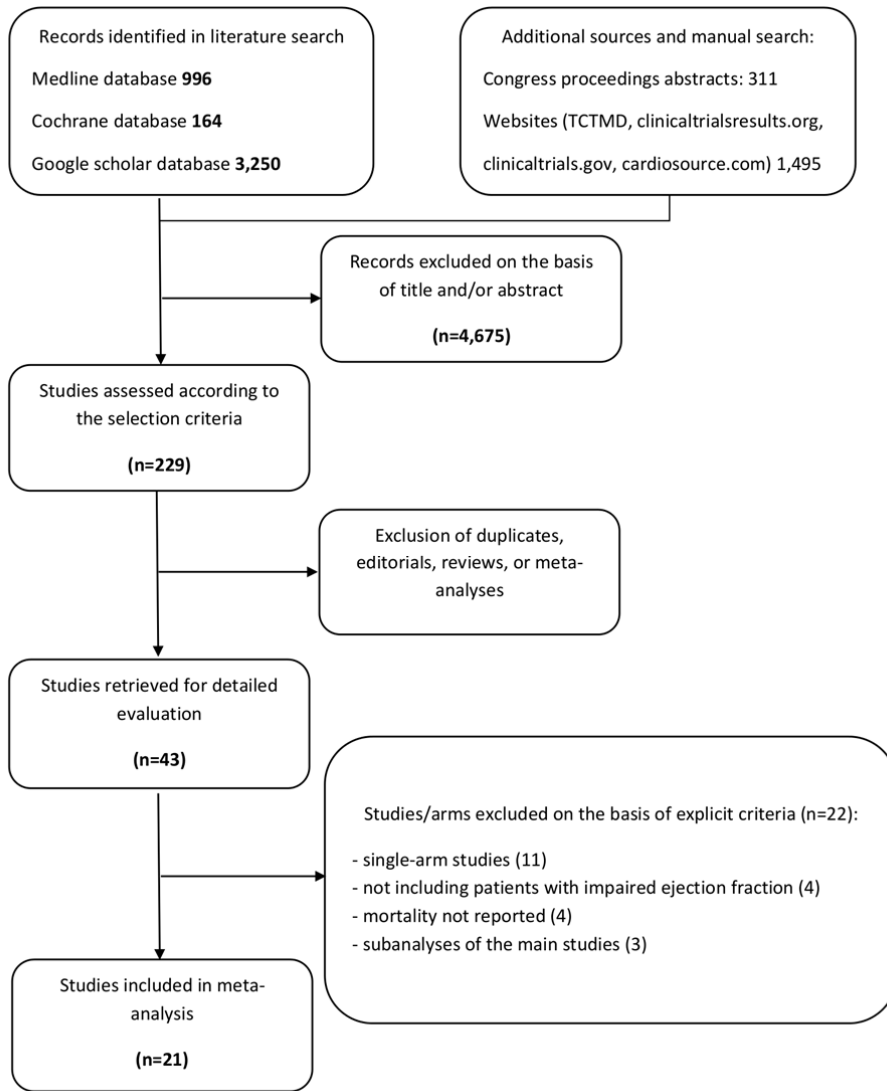 Records identified in literature search
Medline database 996
Cochrane database 164
Google scholar database 3,250
Additional sources and manual search:
Congress proceedings abstracts: 311
Websites (TCTMD, clinicaltrialsresults.org,
clinicaltrials.gov, cardiosource.com) 1,495
Records excluded on the basis
of title and/or abstract
(n=4,675)
Studies assessed according to
the selection criteria
(n=229)
Exclusion of duplicates,
editorials, reviews, or meta-
analyses
Studies retrieved for detailed
evaluation
(n=43)
Studies/arms excluded on the basis of explicit criteria (n=22):
- single-arm studies (11)
- not including patients with impaired ejection fraction (4)
- mortality not reported (4)
- subanalyses of the main studies (3)
Studies included in meta-
analysis
(n=21)